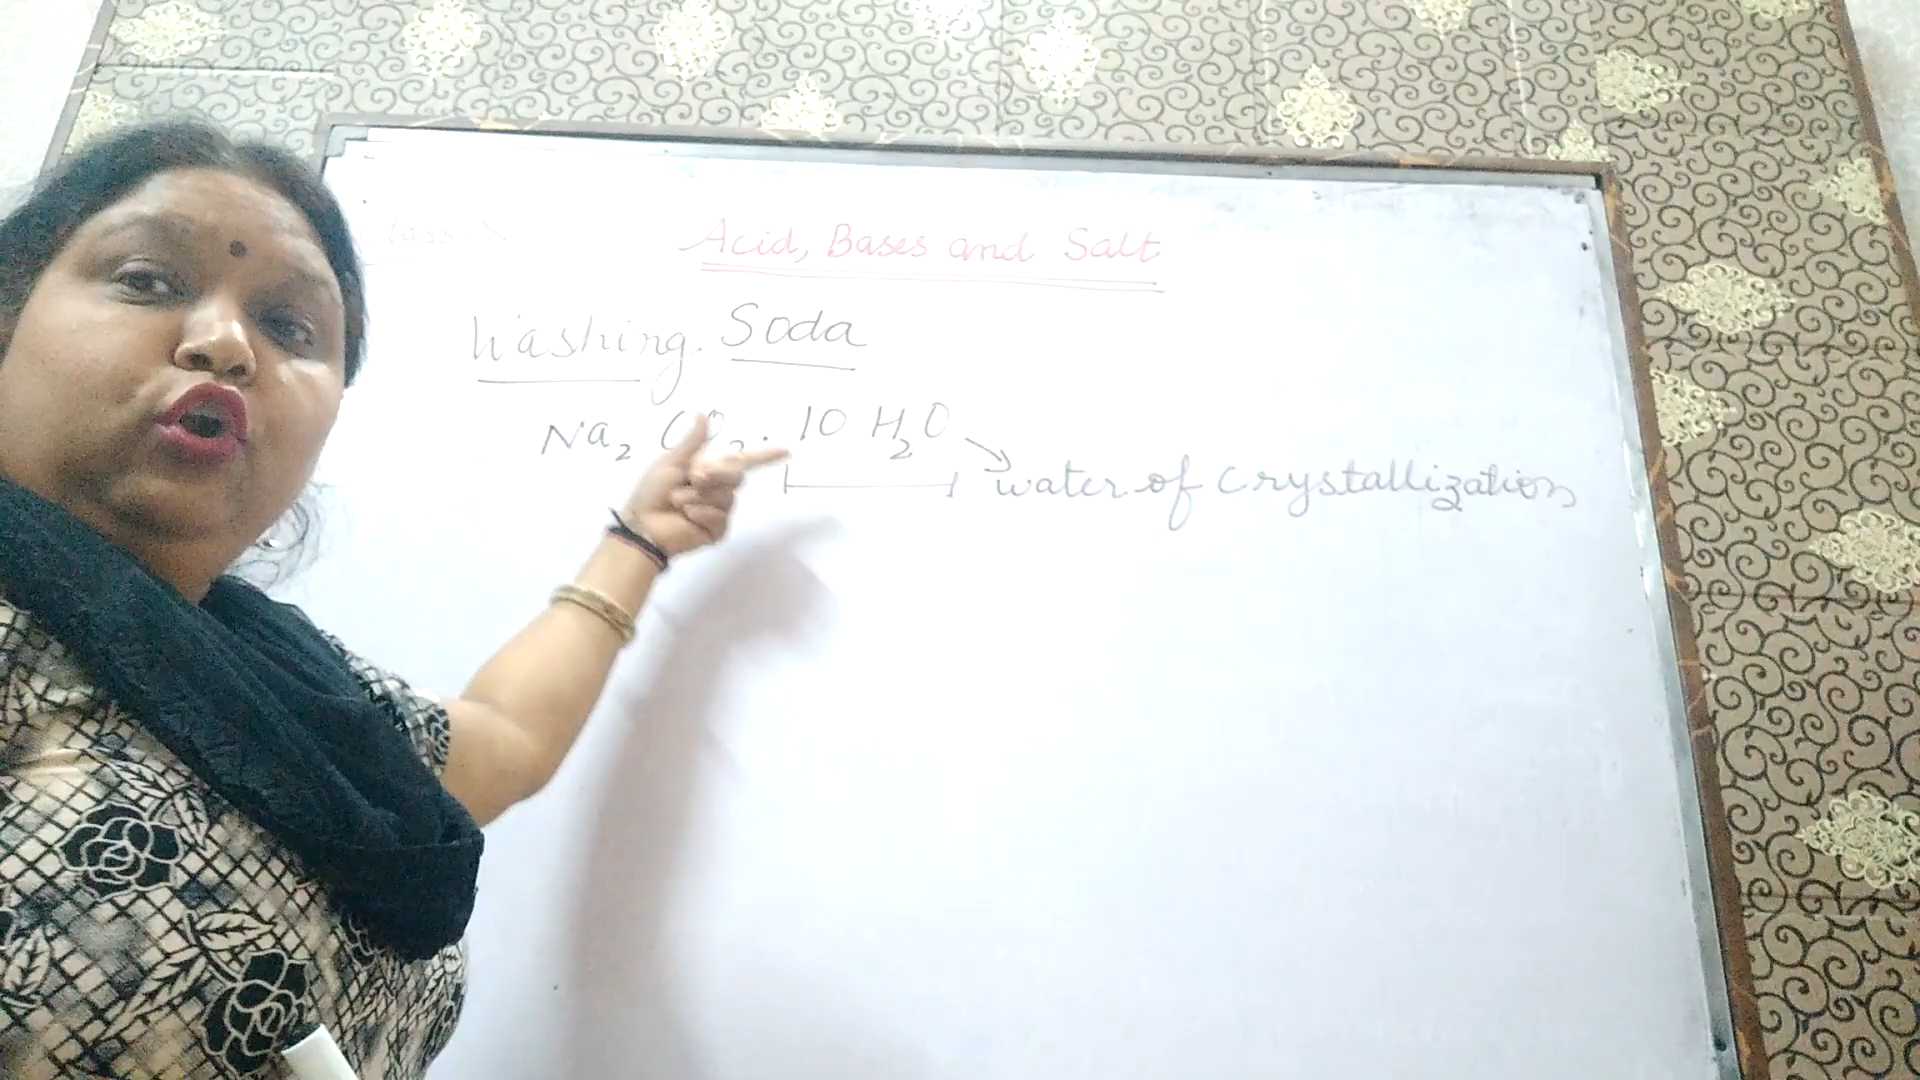 Acid, Bases and Salt
Washing Soda
Na2 CO3 . 10 H2O
water of Crystallization